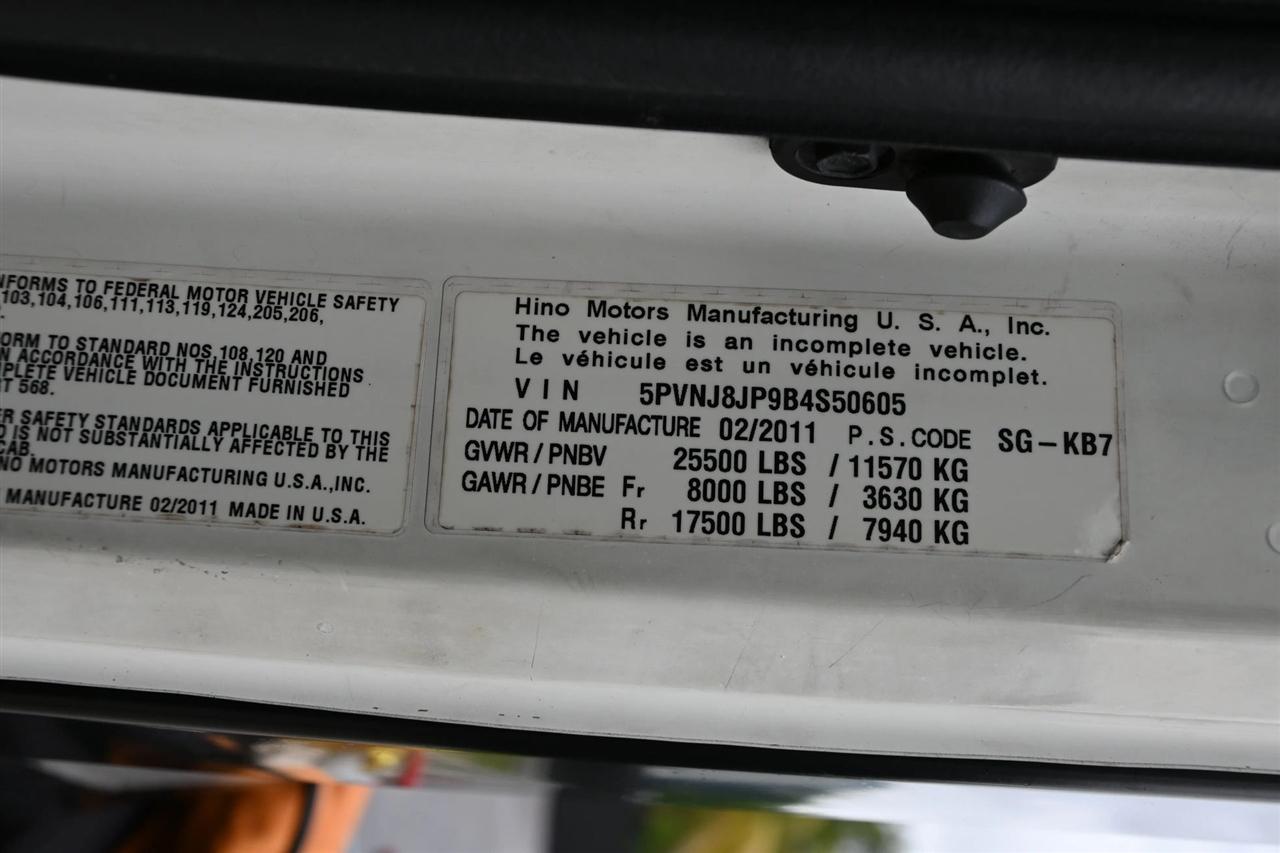 NFORMS TO FEDERAL MOTOR VEHICLE SAFETY
103,104,106,111,113,119,124,205,206,
ORM TO STANDARD NOS,108,120 AND
N ACCORDANCE WITH THE INSTRUCTIONS
MPLETE VEHICLE DOCUMENT FURNISHED
RT 568.
ER SAFETY STANDARDS APPLICABLE TO THIS
D IS NOT SUBSTANTIALLY AFFECTED BY THE
CAB.
NO MOTORS MANUFACTURING U.S.A.,INC.
MANUFACTURE 02/2011 MADE IN U.S.A.
Hino Motors Manufacturing U. S. A., Inc.
The vehicle is an incomplete vehicle.
Le véhicule est un véhicule incomplet.
VIN 5PVNJ8JP9B4S50605
DATE OF MANUFACTURE 02/2011 P.S.CODE SG-KB7
GVWR/PNBV 25500 LBS / 11570 KG
GAWR/PNBE Fr 8000 LBS / 3630 KG
Rr 17500 LBS / 7940 KG